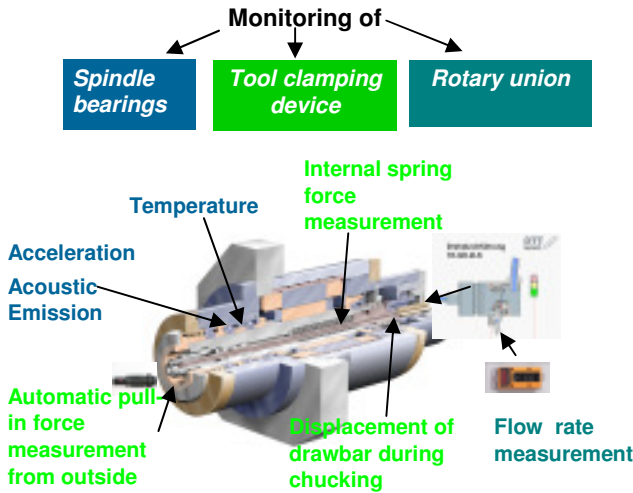 Monitoring of
Spindle
bearings
Tool clamping
device
Rotary union
Internal spring
force
measurement
Temperature
Acceleration
Acoustic
Emission
Automatic pull-
in force
measurement
from outside
Displacement of
drawbar during
chucking
Flow rate
measurement